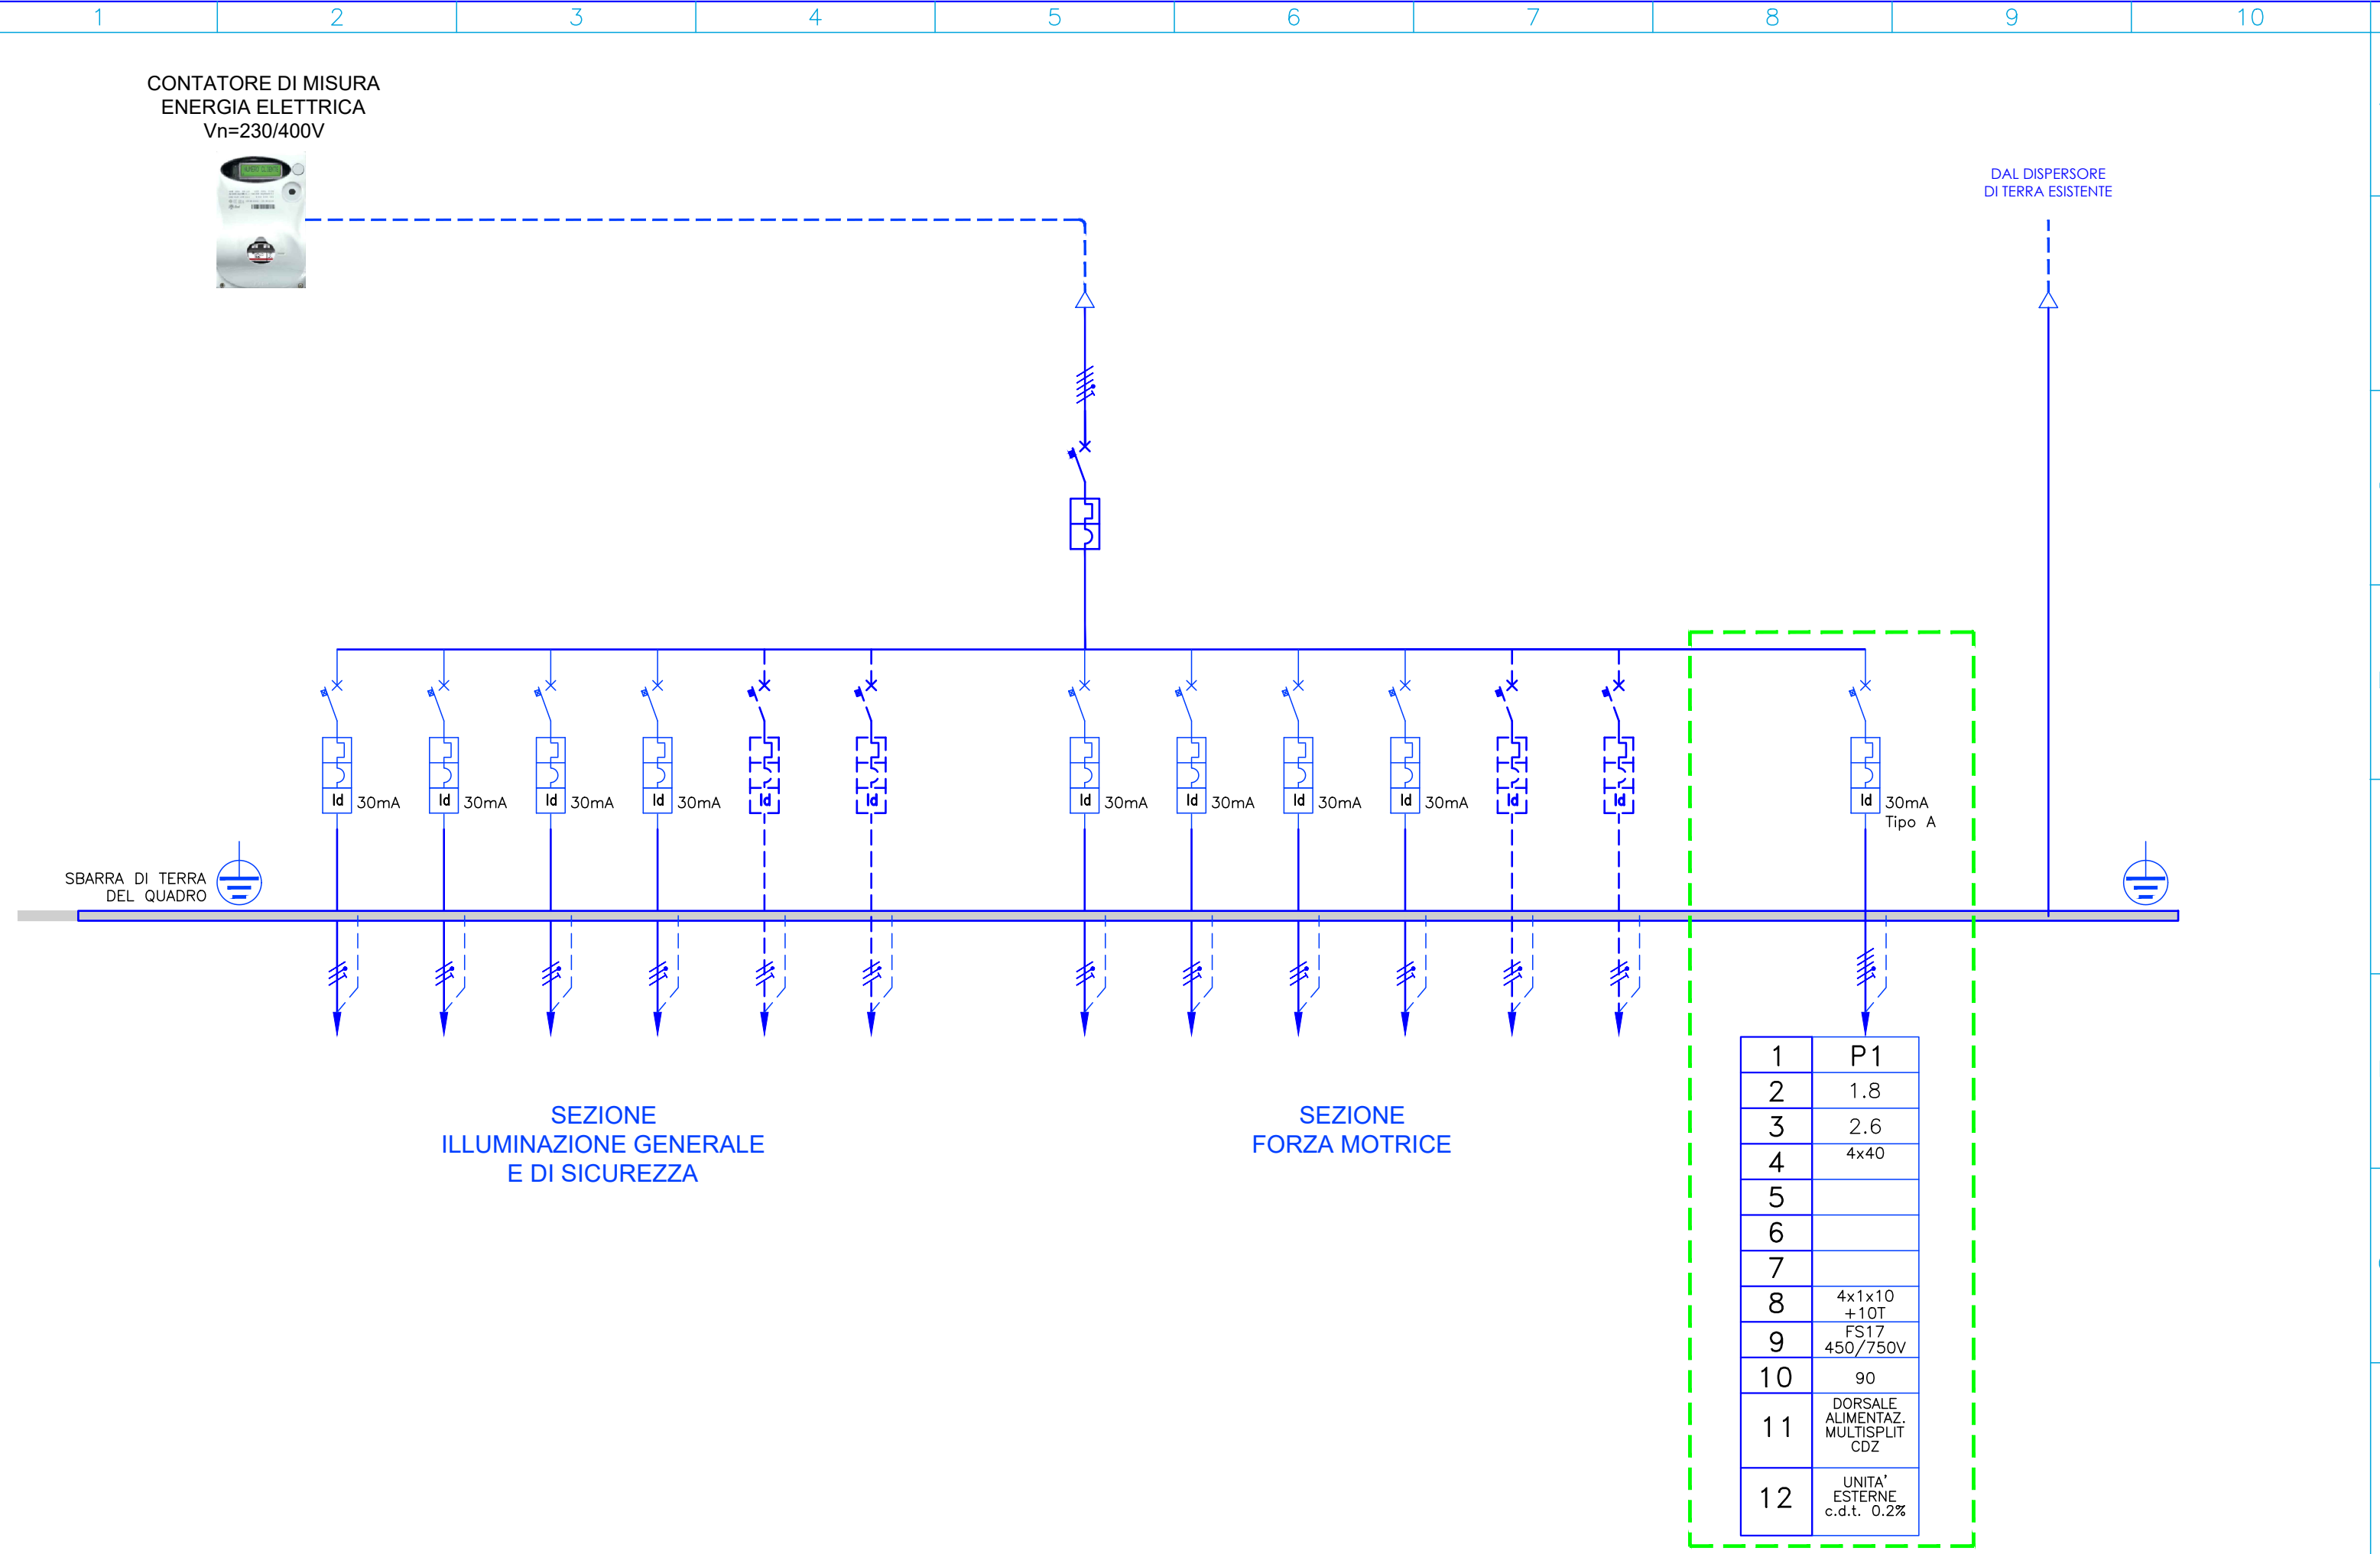 1 2 3 4 5 6 7 8 9 10
CONTATORE DI MISURA
ENERGIA ELETTRICA
Vn=230/400V
DAL DISPERSORE
DI TERRA ESISTENTE
Id 30mA Id 30mA Id 30mA Id 30mA Id Id Id 30mA Id 30mA Id 30mA Id 30mA Id Id Id 30mA
Tipo A
SBARRA DI TERRA
DEL QUADRO
SEZIONE
ILLUMINAZIONE GENERALE
E DI SICUREZZA
SEZIONE
FORZA MOTRICE
1 P1
2 1.8
3 2.6
4 4x40
5
6
7
8 4x1x10
+10T
9 FS17
450/750V
10 90
11 DORSALE
ALIMENTAZ.
MULTISPLIT
CDZ
12 UNITA'
ESTERNE
c.d.t. 0.2%